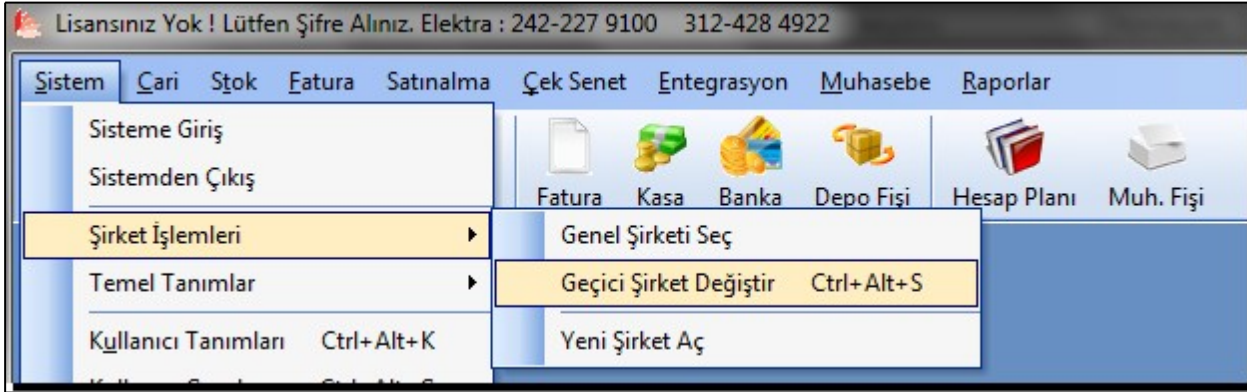 Lisansınız Yok ! Lütfen Şifre Alınız. Elektra : 242-227 9100 312-428 4922
Sistem Cari Stok Fatura Satınalma Çek Senet Entegrasyon Muhasebe Raporlar
Sisteme Giriş
Sistemden Çıkış
Fatura Kasa Banka Depo Fişi Hesap Planı Muh. Fişi
Şirket İşlemleri
Genel Şirketi Seç
Temel Tanımlar
Geçici Şirket Değiştir Ctrl+Alt+S
Kullanıcı Tanımları Ctrl+Alt+K
Yeni Şirket Aç